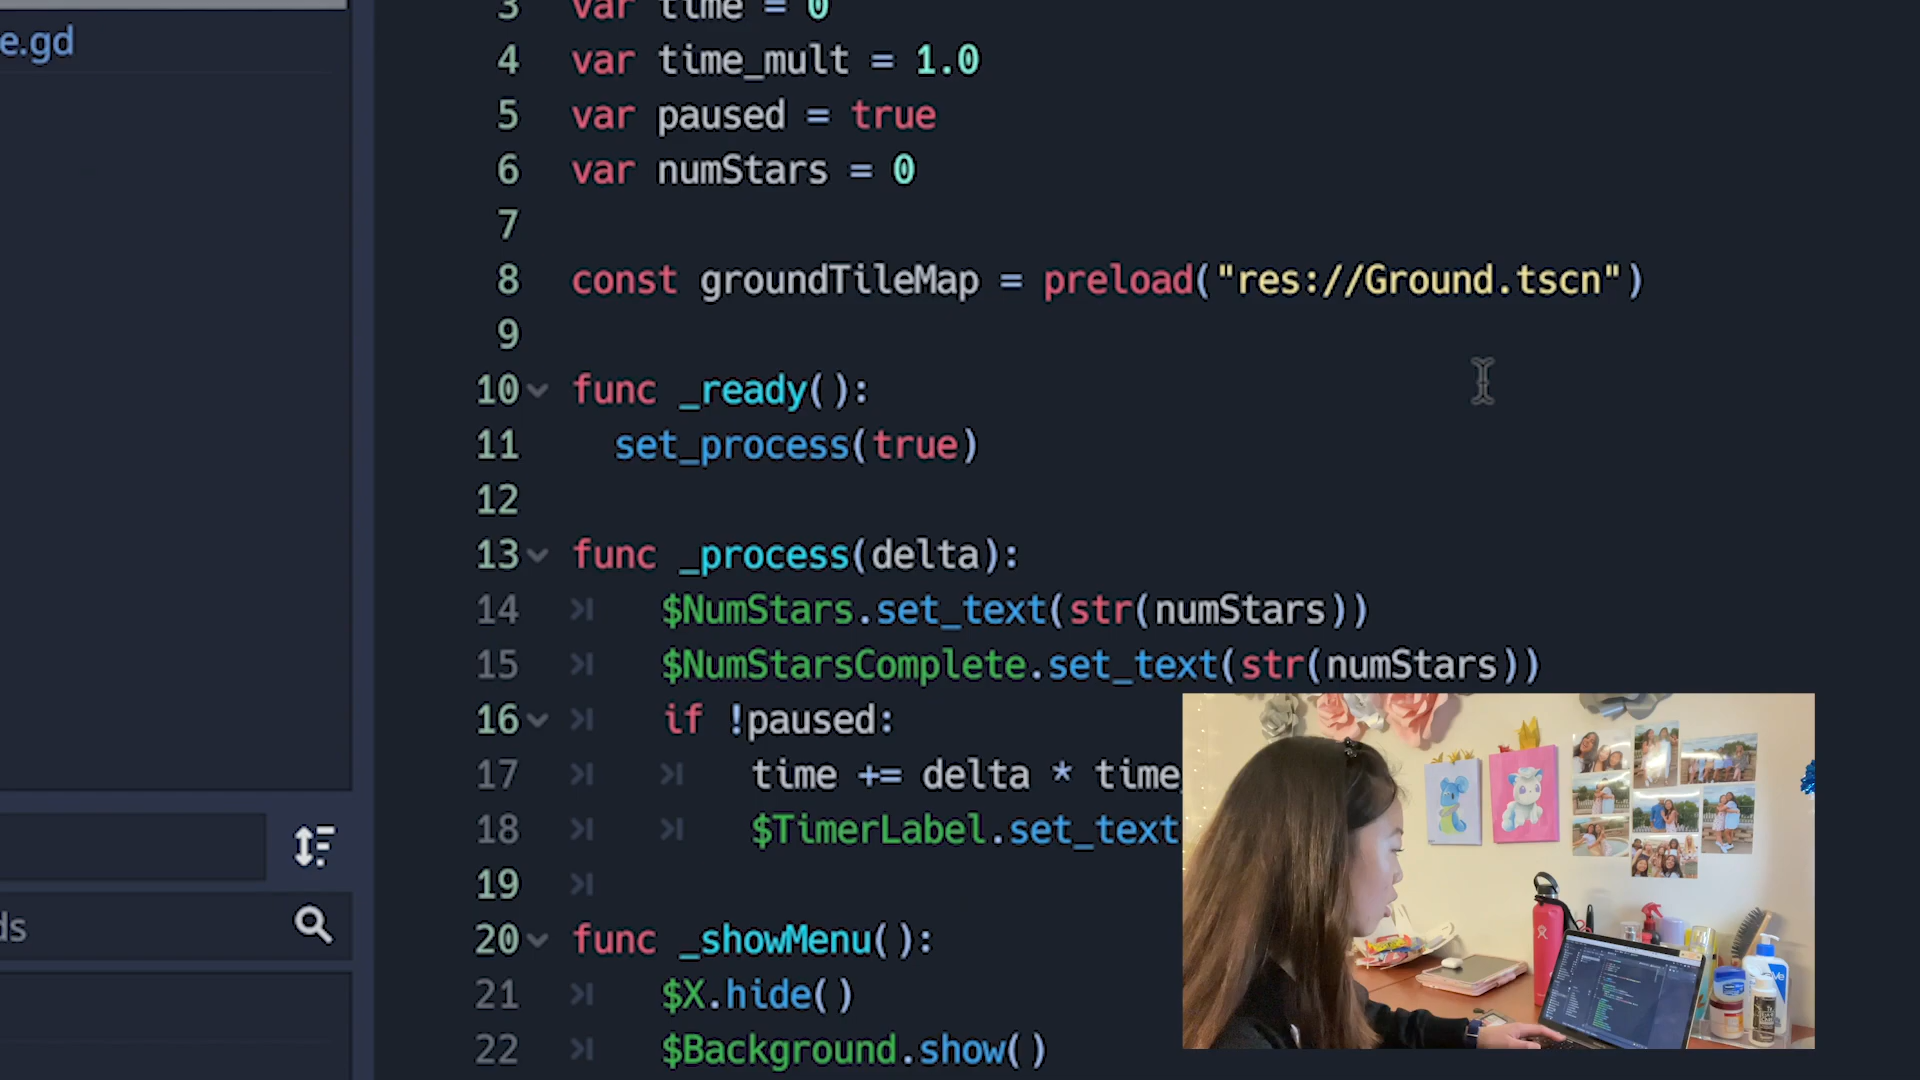 e.gd
3 var time = 0
4 var time_mult = 1.0
5 var paused = true
6 var numStars = 0
7
8 const groundTileMap = preload("res://Ground.tscn")
9
10 func _ready():
11 set_process(true)
12
13 func _process(delta):
14 $NumStars.set_text(str(numStars))
15 $NumStarsComplete.set_text(str(numStars))
16 if !paused:
17 time += delta * time_
18 $TimerLabel.set_text
19
20 func _showMenu():
21 $X.hide()
22 $Background.show()
ds